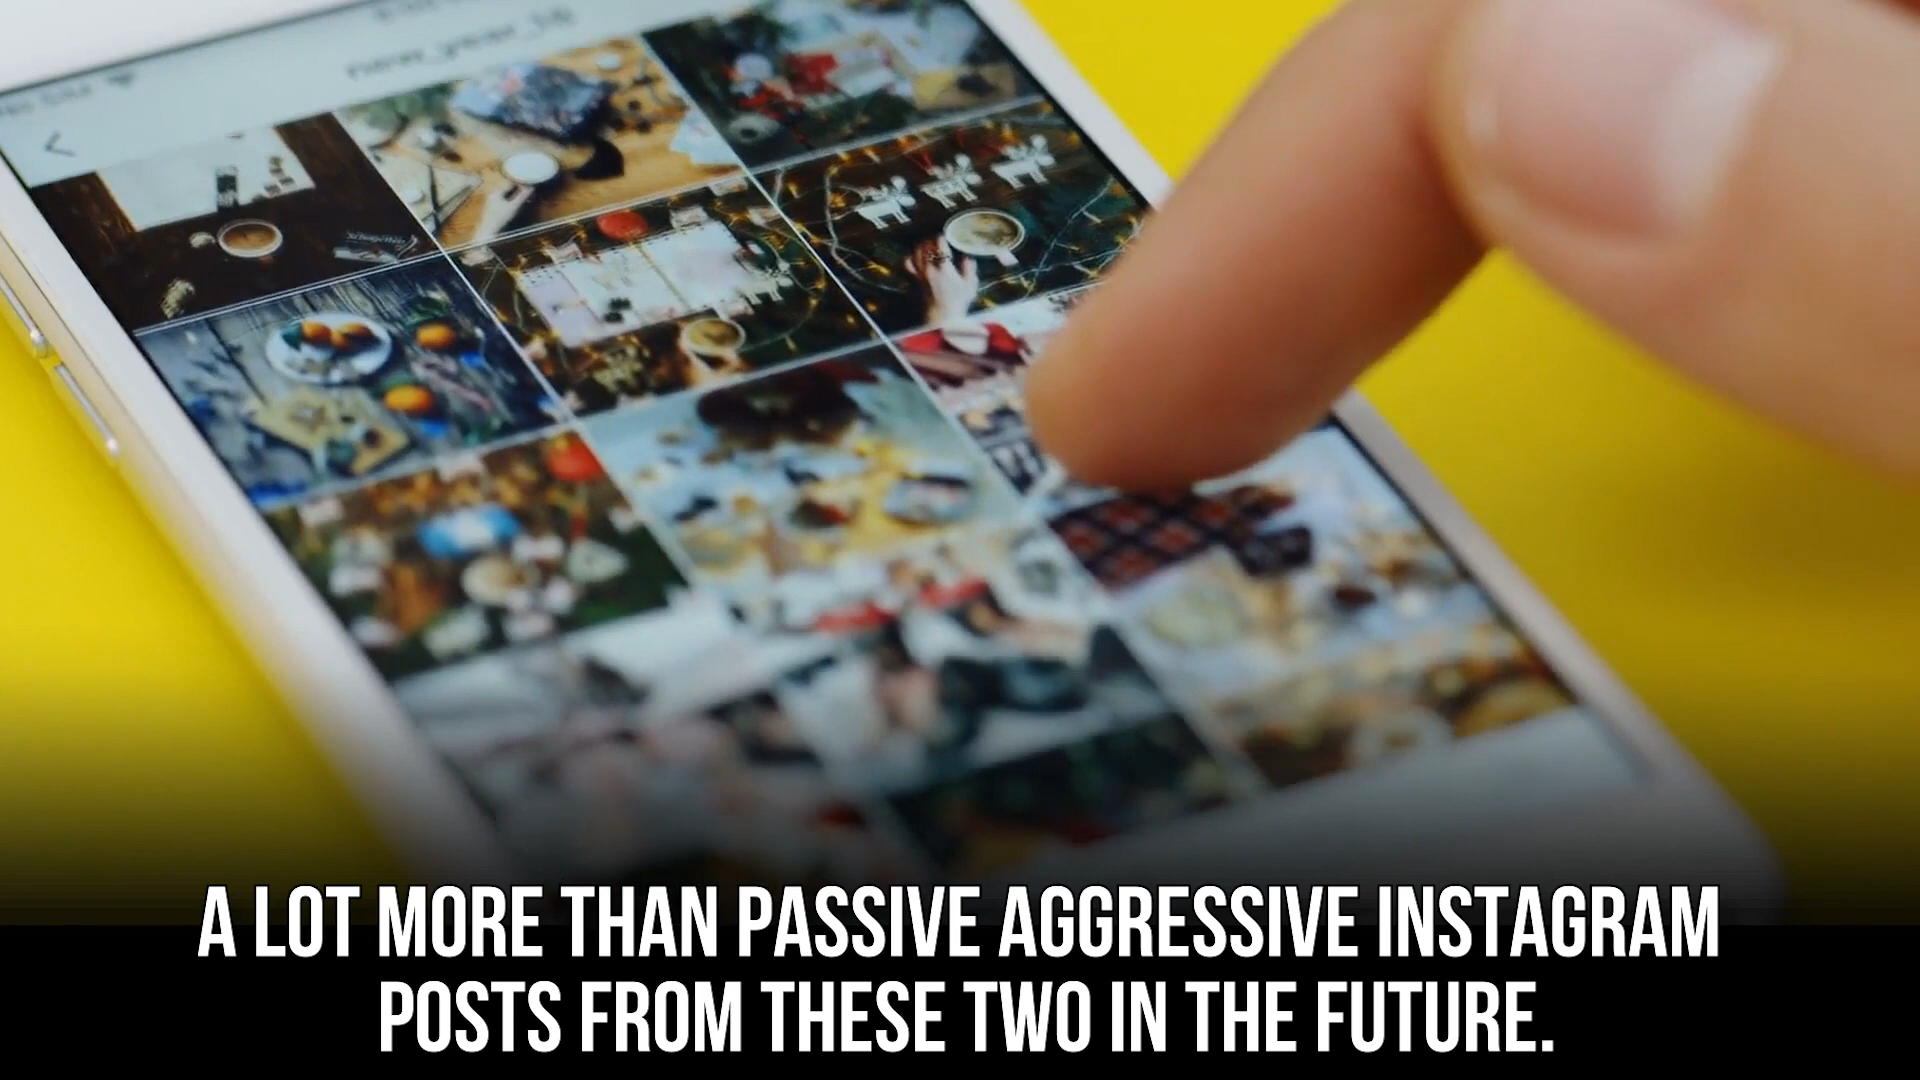 A LOT MORE THAN PASSIVE AGGRESSIVE INSTAGRAM
POSTS FROM THESE TWO IN THE FUTURE.